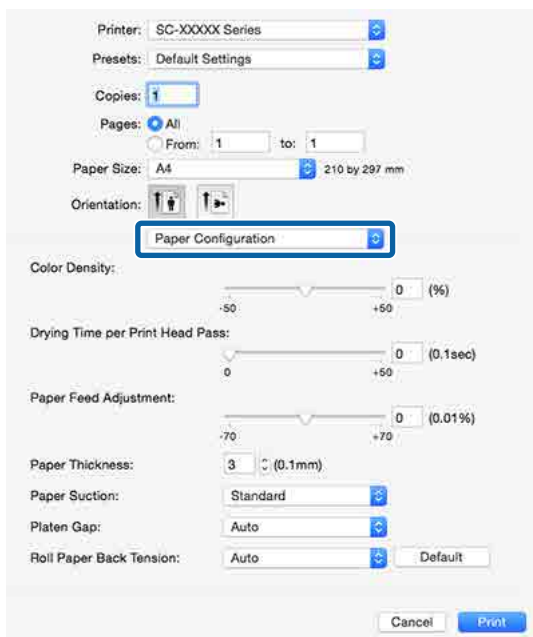 Printer: SC-XXXXX Series
Presets: Default Settings
Copies: 1
Pages: All
From: 1 to: 1
Paper Size: A4 210 by 297 mm
Orientation:
Paper Configuration
Color Density:
0 (%)
-50 +50
Drying Time per Print Head Pass:
0 (0.1sec)
0 +50
Paper Feed Adjustment:
0 (0.01%)
-70 +70
Paper Thickness: 3 (0.1mm)
Paper Suction: Standard
Platen Gap: Auto
Roll Paper Back Tension: Auto Default
Cancel Print